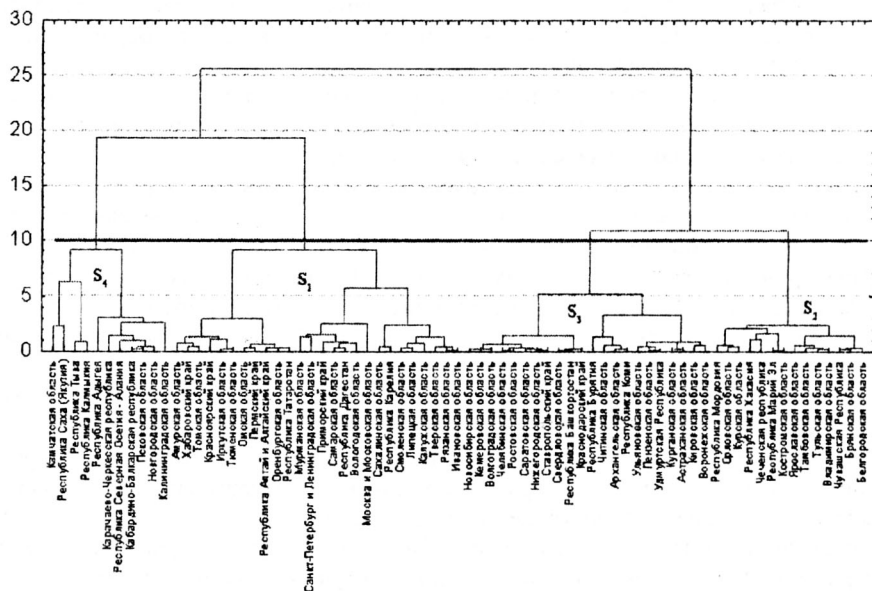 30
25
20
15
10
5
0
S₄
S₁
S₃
S₂
Камчатская область
Республика Саха (Якутия)
Республика Тыва
Республика Калмыкия
Республика Адыгея
Карачаево-Черкесская республика
Республика Северная Осетия - Алания
Кабардино-Балкарская республика
Псковская область
Новгородская область
Калининградская область
Амурская область
Хабаровский край
Томская область
Красноярский край
Иркутская область
Тюменская область
Омская область
Пермский край
Республика Алтай и Алтайский край
Оренбургская область
Республика Татарстан
Мурманская область
Санкт-Петербург и Ленинградская область
Приморский край
Самарская область
Республика Дагестан
Вологодская область
Москва и Московская область
Сахалинская область
Республика Карелия
Смоленская область
Липецкая область
Калужская область
Тверская область
Рязанская область
Ивановская область
Новосибирская область
Кемеровская область
Волгоградская область
Челябинская область
Ростовская область
Саратовская область
Нижегородская область
Ставропольский край
Свердловская область
Республика Башкортостан
Краснодарский край
Республика Бурятия
Читинская область
Архангельская область
Республика Коми
Ульяновская область
Пензенская область
Удмуртская Республика
Курганская область
Астраханская область
Кировская область
Воронежская область
Республика Мордовия
Орловская область
Курская область
Республика Хакасия
Чеченская республика
Республика Марий Эл
Костромская область
Ярославская область
Тамбовская область
Тульская область
Владимирская область
Чувашская Республика
Брянская область
Белгородская область